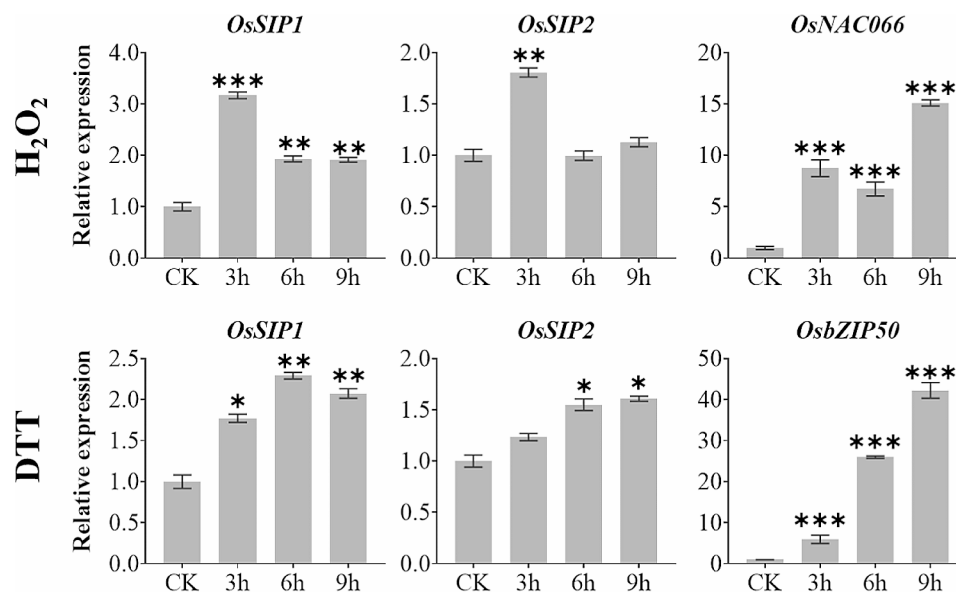 OsSIP1 OsSIP2 OsNAC066
H₂O₂
Relative expression
4.0 3.0 2.0 1.0 0.0
*** ** **
CK 3h 6h 9h
2.0 1.5 1.0 0.5 0.0
**
CK 3h 6h 9h
20 15 10 5 0
*** *** ***
CK 3h 6h 9h
OsSIP1 OsSIP2 OsbZIP50
DTT
Relative expression
2.5 2.0 1.5 1.0 0.5 0.0
* ** **
CK 3h 6h 9h
2.0 1.5 1.0 0.5 0.0
* *
CK 3h 6h 9h
50 40 30 20 10 0
*** *** ***
CK 3h 6h 9h